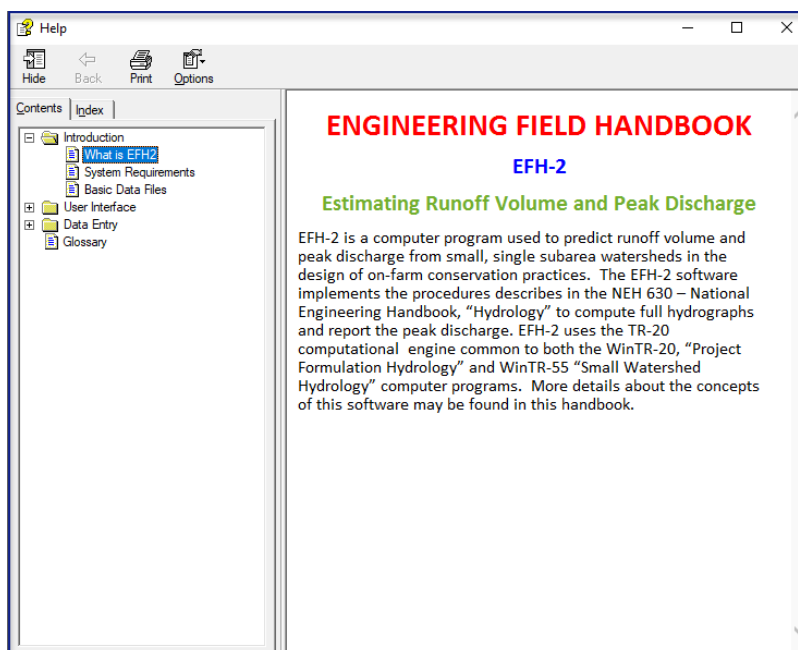 Help
Hide Back Print Options
Contents Index
Introduction
What is EFH2
System Requirements
Basic Data Files
User Interface
Data Entry
Glossary
ENGINEERING FIELD HANDBOOK
EFH-2
Estimating Runoff Volume and Peak Discharge
EFH-2 is a computer program used to predict runoff volume and
peak discharge from small, single subarea watersheds in the
design of on-farm conservation practices.  The EFH-2 software
implements the procedures describes in the NEH 630 – National
Engineering Handbook, “Hydrology” to compute full hydrographs
and report the peak discharge. EFH-2 uses the TR-20
computational  engine common to both the WinTR-20, “Project
Formulation Hydrology” and WinTR-55 “Small Watershed
Hydrology” computer programs.  More details about the concepts
of this software may be found in this handbook.